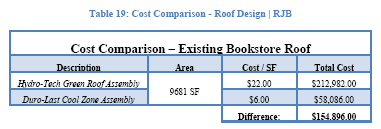 Table 19: Cost Comparison - Roof Design | RJB
Cost Comparison – Existing Bookstore Roof
Description Area Cost / SF Total Cost
Hydro-Tech Green Roof Assembly 9681 SF $22.00 $212,982.00
Duro-Last Cool Zone Assembly $6.00 $58,086.00
Difference: $154,896.00